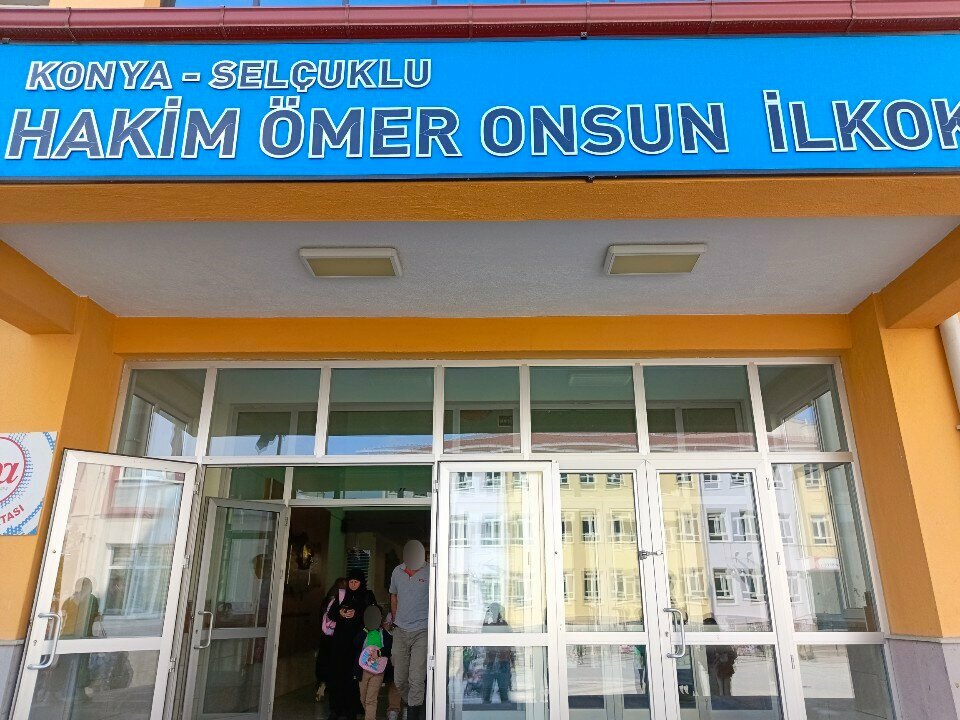 KONYA - SELÇUKLU
HAKİM ÖMER ONSUN İLKOK